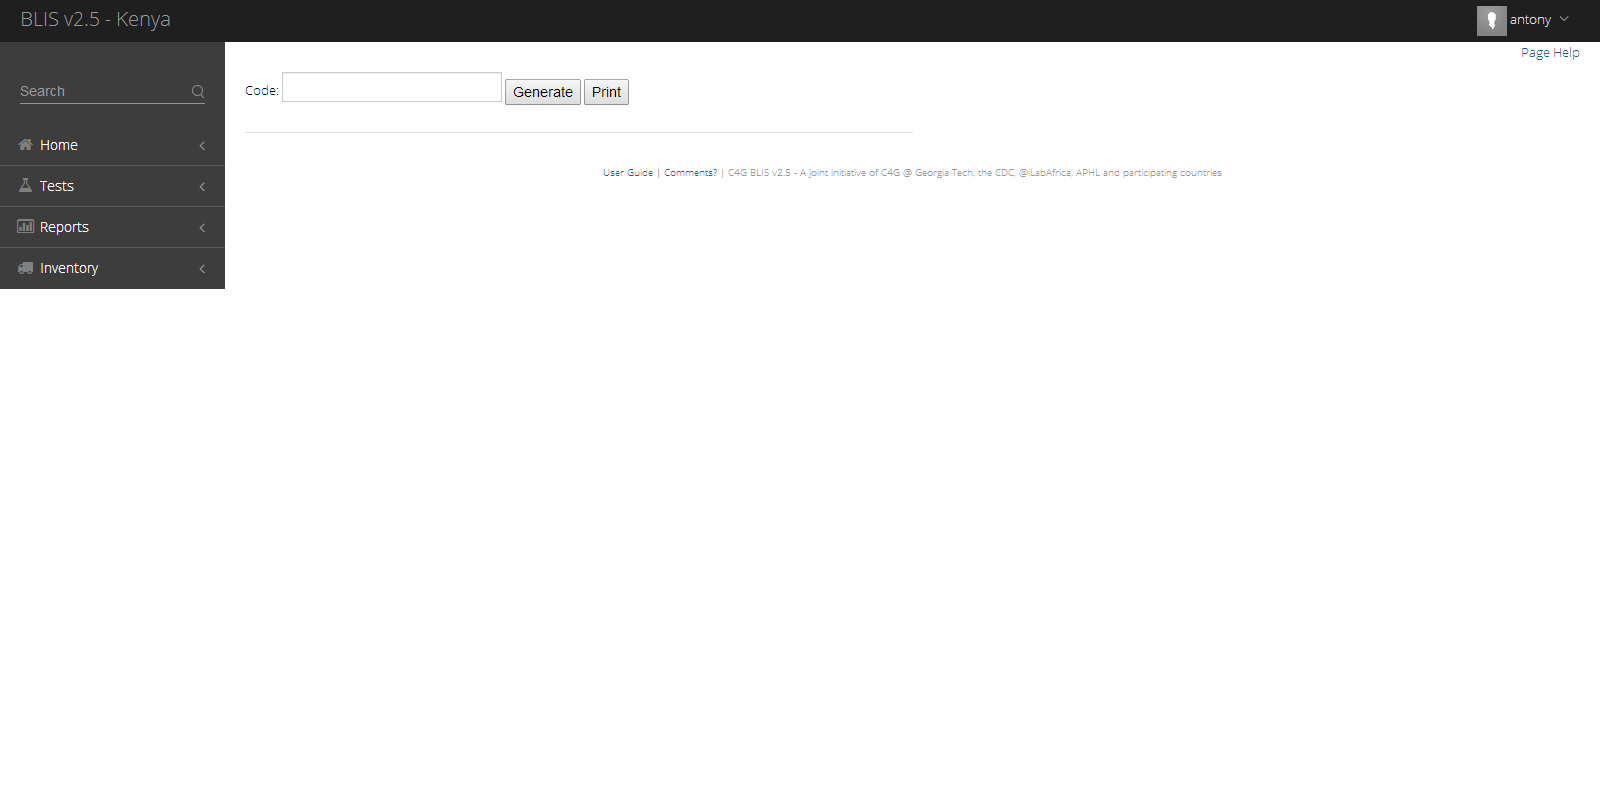 BLIS v2.5 - Kenya
antony
Page Help
Search
Code:
Generate
Print
Home
Tests
Reports
Inventory
User Guide | Comments? | C4G BLIS v2.5 - A joint initiative of C4G @ Georgia Tech, the CDC, @iLabAfrica, APHL and participating countries